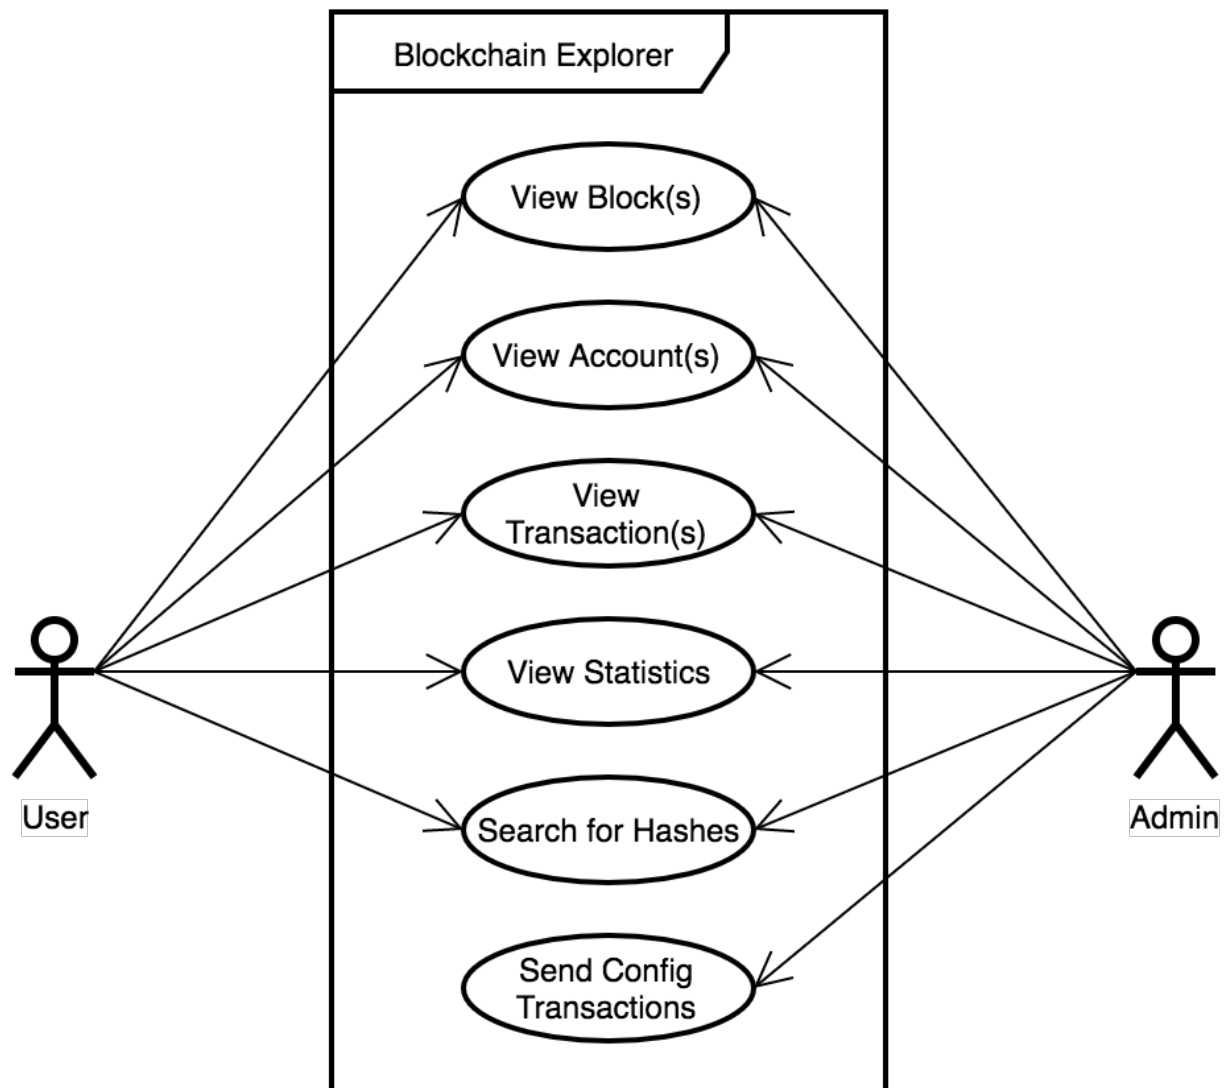 Blockchain Explorer
View Block(s)
View Account(s)
View
Transaction(s)
View Statistics
User
Admin
Search for Hashes
Send Config
Transactions